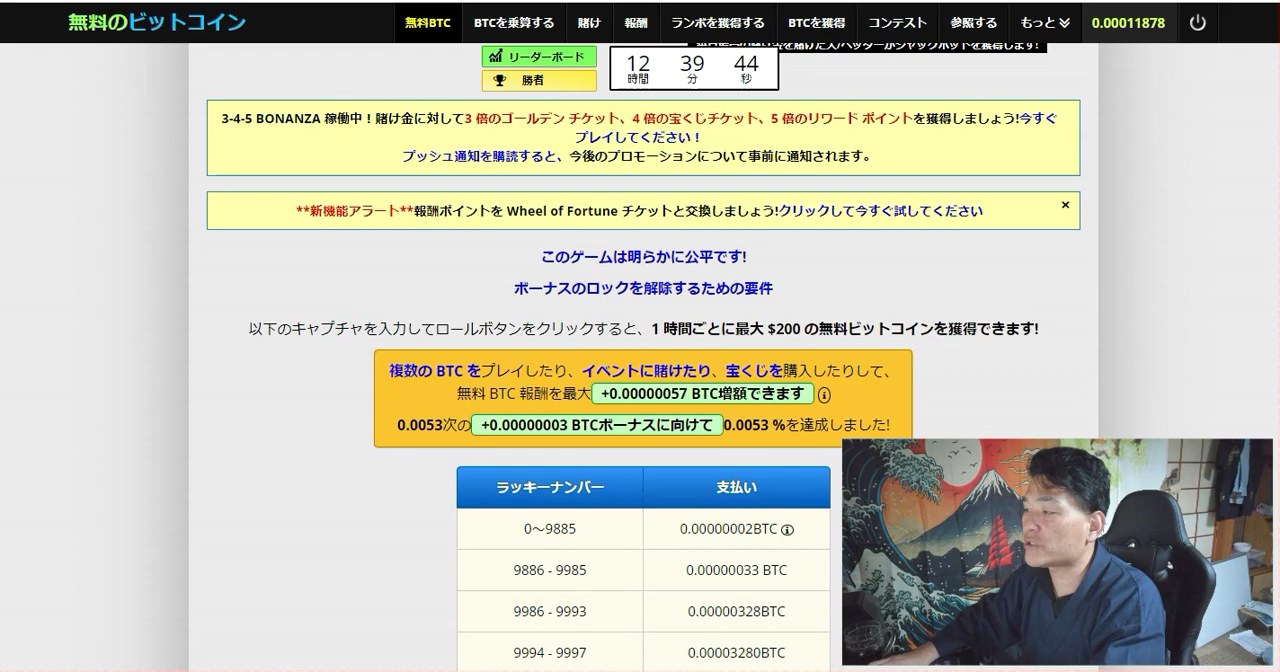 無料のビットコイン
無料BTC BTCを乗算する 賭け 報酬 ランボを獲得する BTCを獲得 コンテスト 参照する もっと 0.00011878
リーダーボード
勝者
12 39 44
時間 分 秒
3-4-5 BONANZA 稼働中！賭け金に対して3 倍のゴールデン チケット、4 倍の宝くじチケット、5 倍のリワード ポイントを獲得しましょう!今すぐ
プレイしてください！
プッシュ通知を購読すると、今後のプロモーションについて事前に通知されます。
**新機能アラート**報酬ポイントを Wheel of Fortune チケットと交換しましょう!クリックして今すぐ試してください ×
このゲームは明らかに公平です!
ボーナスのロックを解除するための要件
以下のキャプチャを入力してロールボタンをクリックすると、1 時間ごとに最大 $200 の無料ビットコインを獲得できます!
複数の BTC をプレイしたり、イベントに賭けたり、宝くじを購入したりして、
無料 BTC 報酬を最大+0.00000057 BTC増額できます
0.0053次の+0.00000003 BTCボーナスに向けて0.0053 %を達成しました!
ラッキーナンバー 支払い
0～9885 0.00000002BTC
9886 - 9985 0.00000033 BTC
9986 - 9993 0.00000328BTC
9994 - 9997 0.00003280BTC